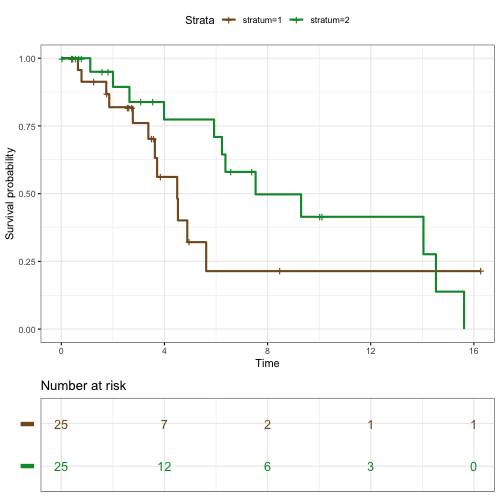 Strata stratum=1 stratum=2
1.00
0.75
0.50
0.25
0.00
Survival probability
0 4 8 12 16
Time
Number at risk
25 7 2 1 1
25 12 6 3 0